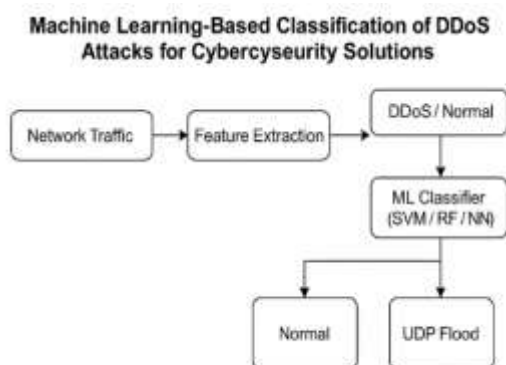 Machine Learning-Based Classification of DDoS
Attacks for Cybercyseurity Solutions
Network Traffic
Feature Extraction
DDoS / Normal
ML Classifier
(SVM / RF / NN)
Normal
UDP Flood